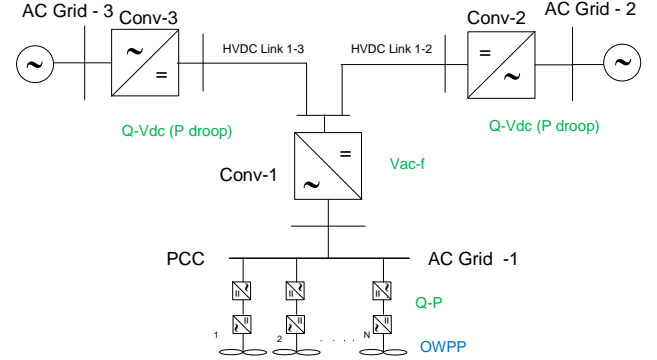 AC Grid - 3
Conv-3
Conv-2
AC Grid - 2
HVDC Link 1-3
HVDC Link 1-2
Q-Vdc (P droop)
Q-Vdc (P droop)
Conv-1
Vac-f
PCC
AC Grid -1
Q-P
1
2
. . . . .
N
OWPP